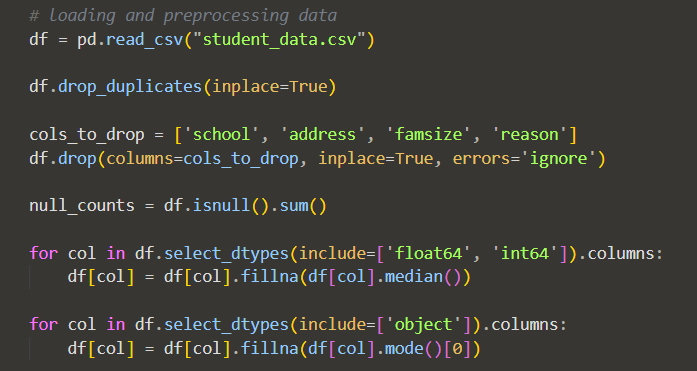 # loading and preprocessing data
df = pd.read_csv("student_data.csv")
df.drop_duplicates(inplace=True)
cols_to_drop = ['school', 'address', 'famsize', 'reason']
df.drop(columns=cols_to_drop, inplace=True, errors='ignore')
null_counts = df.isnull().sum()
for col in df.select_dtypes(include=['float64', 'int64']).columns:
    df[col] = df[col].fillna(df[col].median())
for col in df.select_dtypes(include=['object']).columns:
    df[col] = df[col].fillna(df[col].mode()[0])